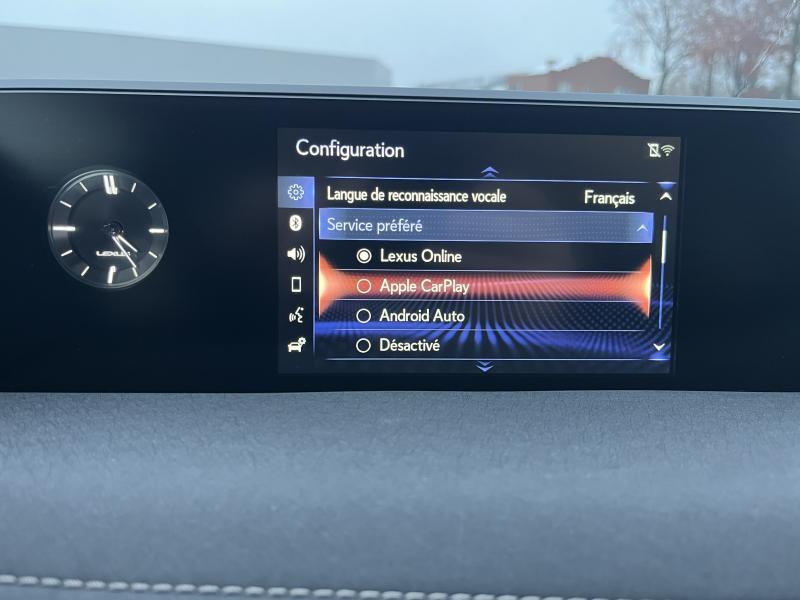 Configuration
Langue de reconnaissance vocale Français
Service préféré
Lexus Online
Apple CarPlay
Android Auto
Désactivé
LEXUS